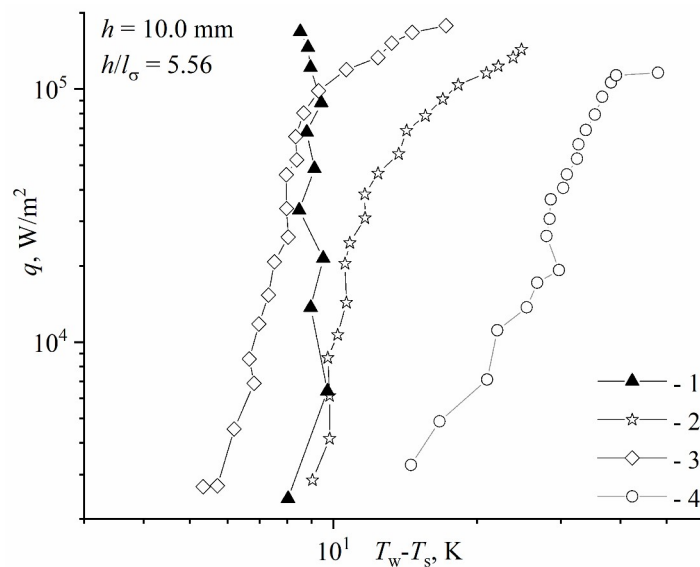 h = 10.0 mm
h/lσ = 5.56
10⁵
q, W/m²
10⁴
- 1
- 2
- 3
- 4
10¹
Tw-Ts, K